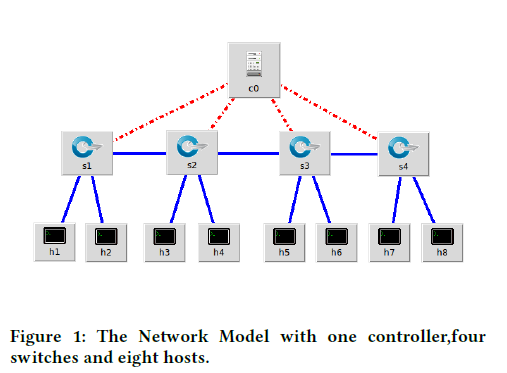 c0
s1 s2 s3 s4
h1 h2 h3 h4 h5 h6 h7 h8
Figure 1: The Network Model with one controller,four
switches and eight hosts.